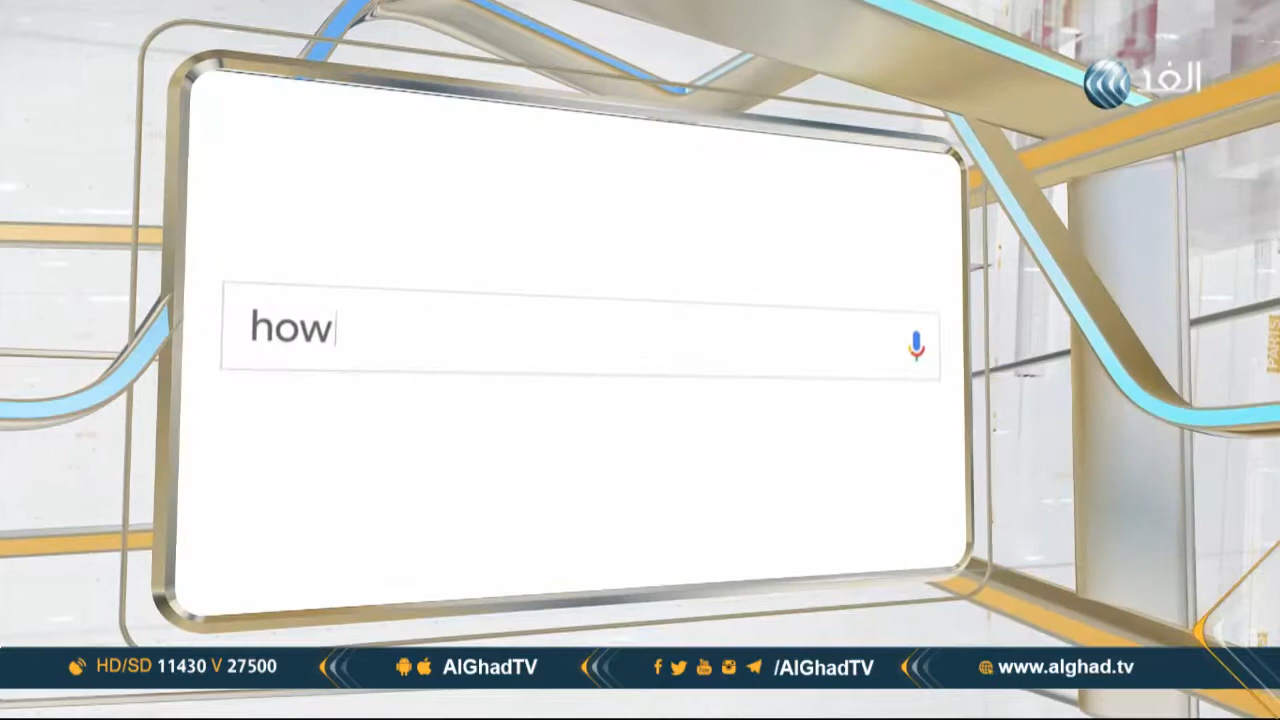 الغد
how
HD/SD 11430 V 27500
AlGhadTV
/AlGhadTV
www.alghad.tv